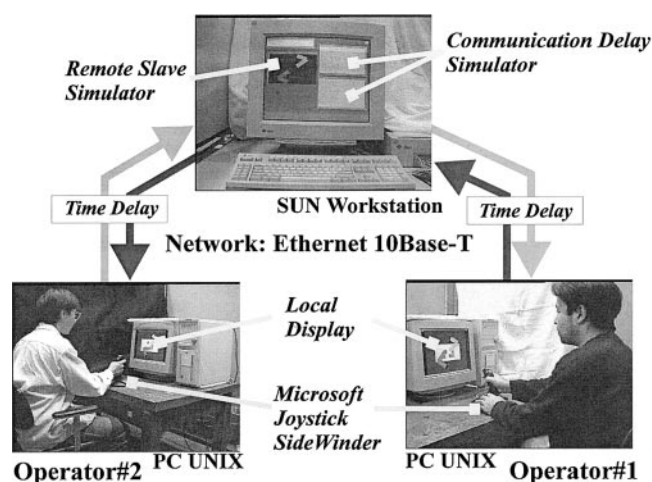 Remote Slave
Simulator
Communication Delay
Simulator
Time Delay
SUN Workstation
Time Delay
Network: Ethernet 10Base-T
Local
Display
Microsoft
Joystick
SideWinder
Operator#2
PC UNIX
PC UNIX
Operator#1